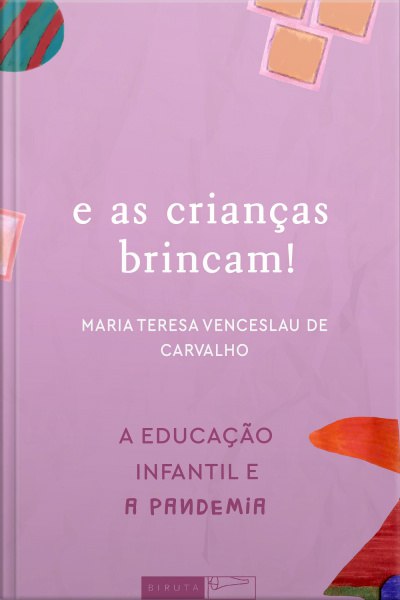 e as crianças
brincam!
MARIA TERESA VENCESLAU DE
CARVALHO
A EDUCAÇÃO
INFANTIL E
A PANDEMIA
BIRUTA